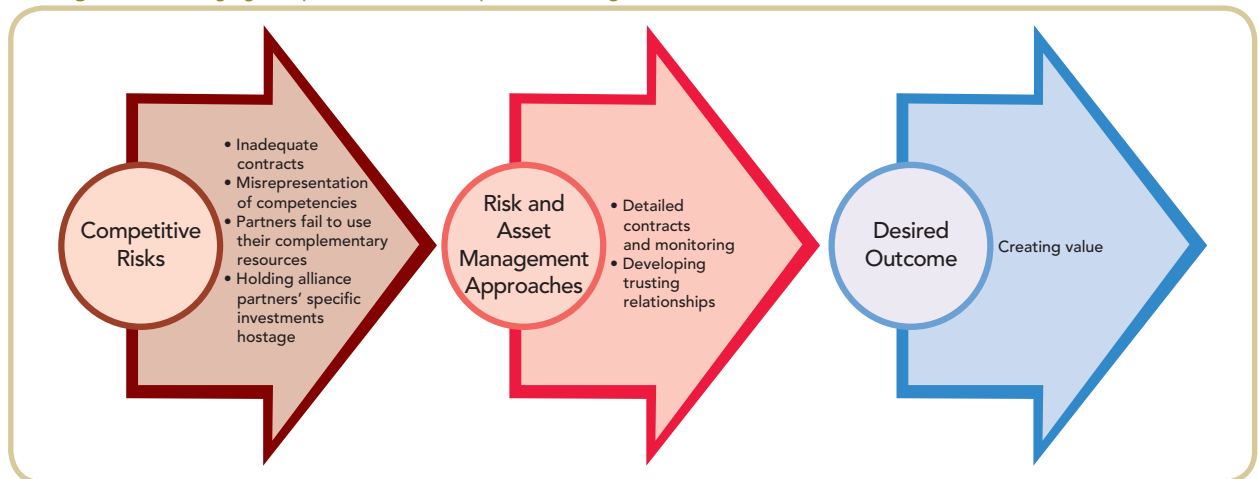 Competitive
Risks
• Inadequate
contracts
• Misrepresentation
of competencies
• Partners fail to use
their complementary
resources
• Holding alliance
partners’ specific
investments
hostage
Risk and
Asset
Management
Approaches
• Detailed
contracts
and monitoring
• Developing
trusting
relationships
Desired
Outcome
Creating value